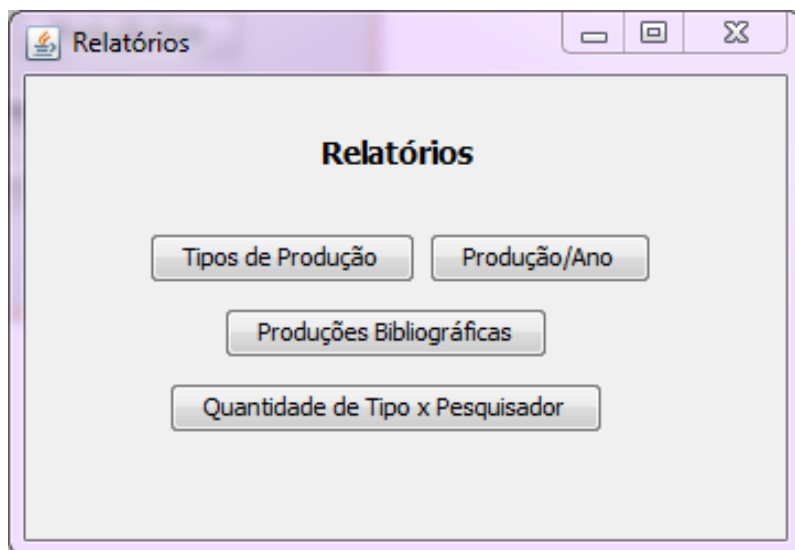 Relatórios
Relatórios
Tipos de Produção Produção/Ano
Produções Bibliográficas
Quantidade de Tipo x Pesquisador